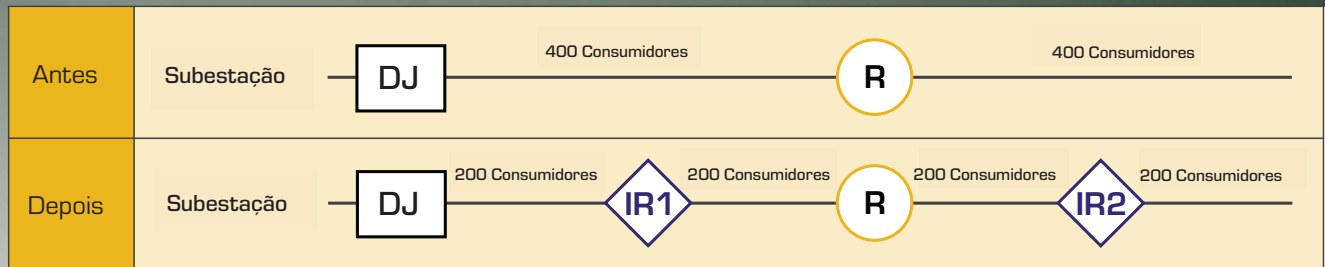 Antes
Subestação
DJ
400 Consumidores
R
400 Consumidores
Depois
Subestação
DJ
200 Consumidores
IR1
200 Consumidores
R
200 Consumidores
IR2
200 Consumidores